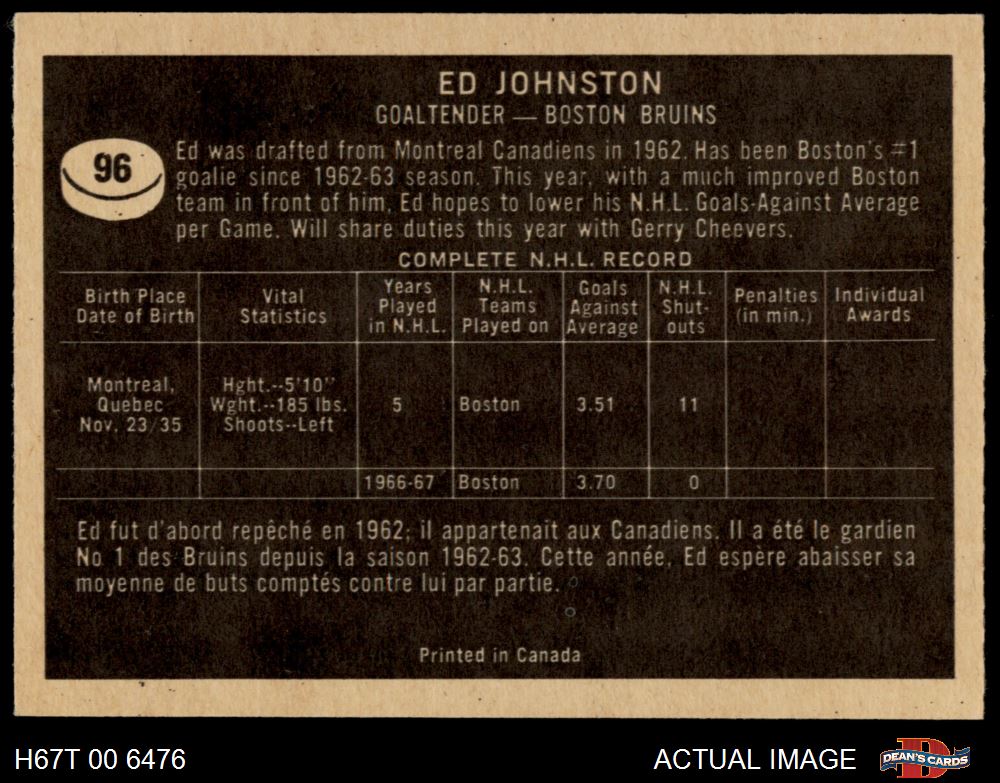 ED JOHNSTON
GOALTENDER — BOSTON BRUINS
96
Ed was drafted from Montreal Canadiens in 1962. Has been Boston's #1
goalie since 1962-63 season. This year, with a much improved Boston
team in front of him, Ed hopes to lower his N.H.L. Goals-Against Average
per Game. Will share duties this year with Gerry Cheevers.
COMPLETE N.H.L. RECORD
Birth Place
Date of Birth
Vital
Statistics
Years
Played
in N.H.L.
N.H.L.
Teams
Played on
Goals
Against
Average
N.H.L.
Shut-
outs
Penalties
(in min.)
Individual
Awards
Montreal,
Quebec
Nov. 23/35
Hght.--5'10"
Wght.--185 lbs.
Shoots--Left
5
Boston
3.51
11
1966-67
Boston
3.70
0
Ed fut d'abord repêché en 1962; il appartenait aux Canadiens. Il a été le gardien
No 1 des Bruins depuis la saison 1962-63. Cette année, Ed espère abaisser sa
moyenne de buts comptés contre lui par partie.
Printed in Canada
H67T 00 6476
ACTUAL IMAGE
DEAN'S CARDS